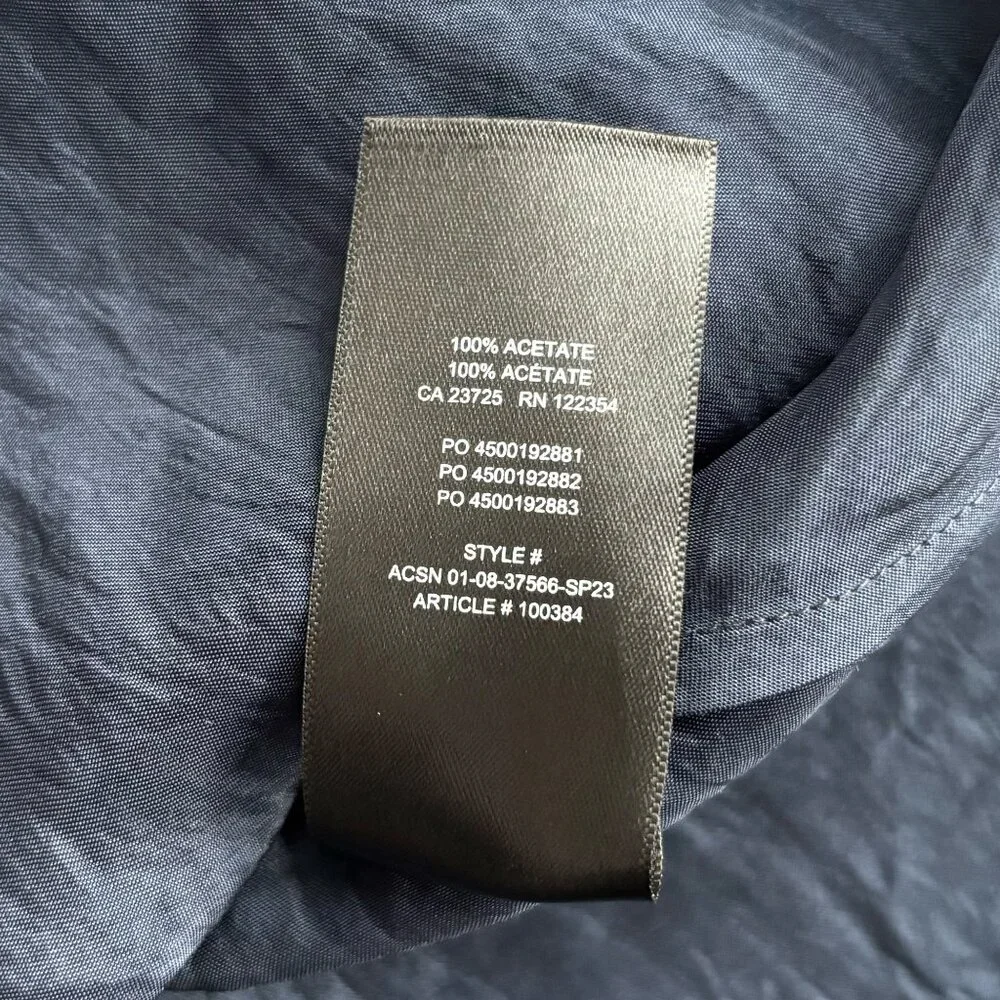 100% ACETATE
100% ACÉTATE
CA 23725 RN 122354
PO 4500192881
PO 4500192882
PO 4500192883
STYLE #
ACSN 01-08-37566-SP23
ARTICLE # 100384